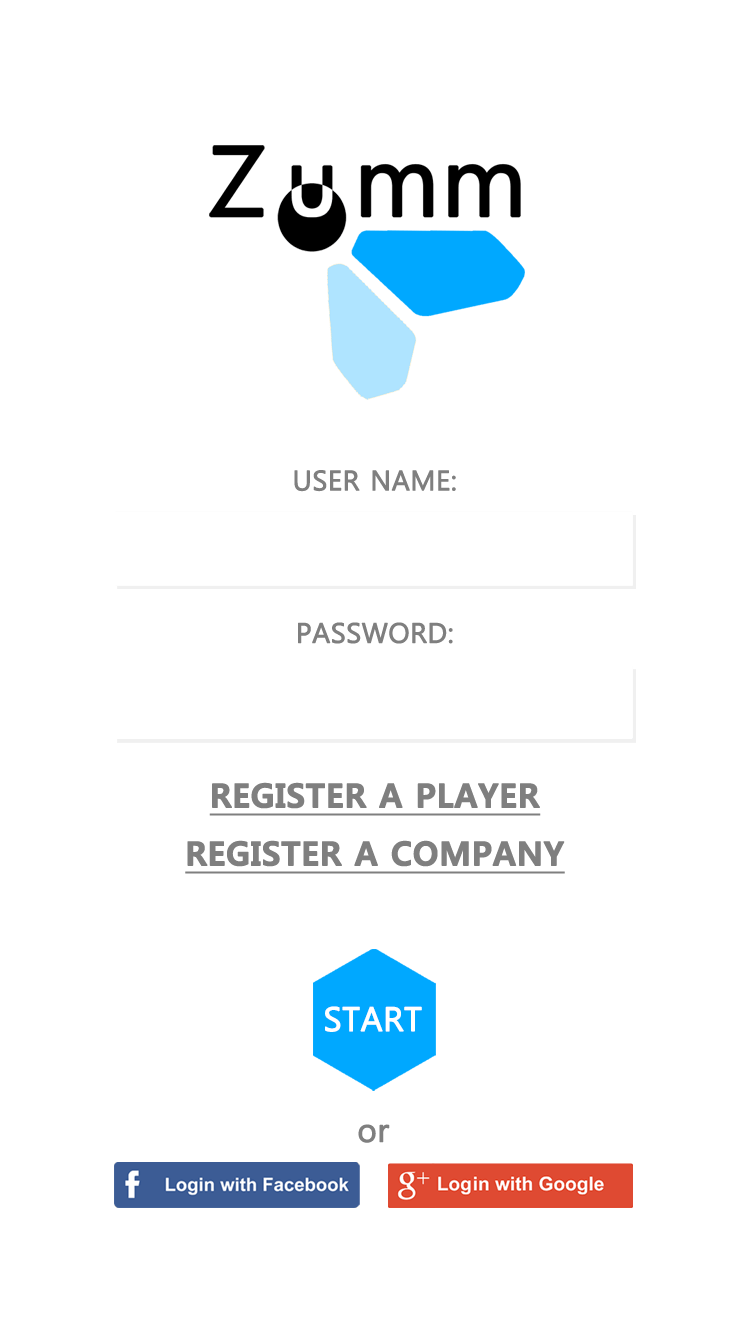 Zumm
USER NAME:
PASSWORD:
REGISTER A PLAYER
REGISTER A COMPANY
START
or
f Login with Facebook
g+ Login with Google